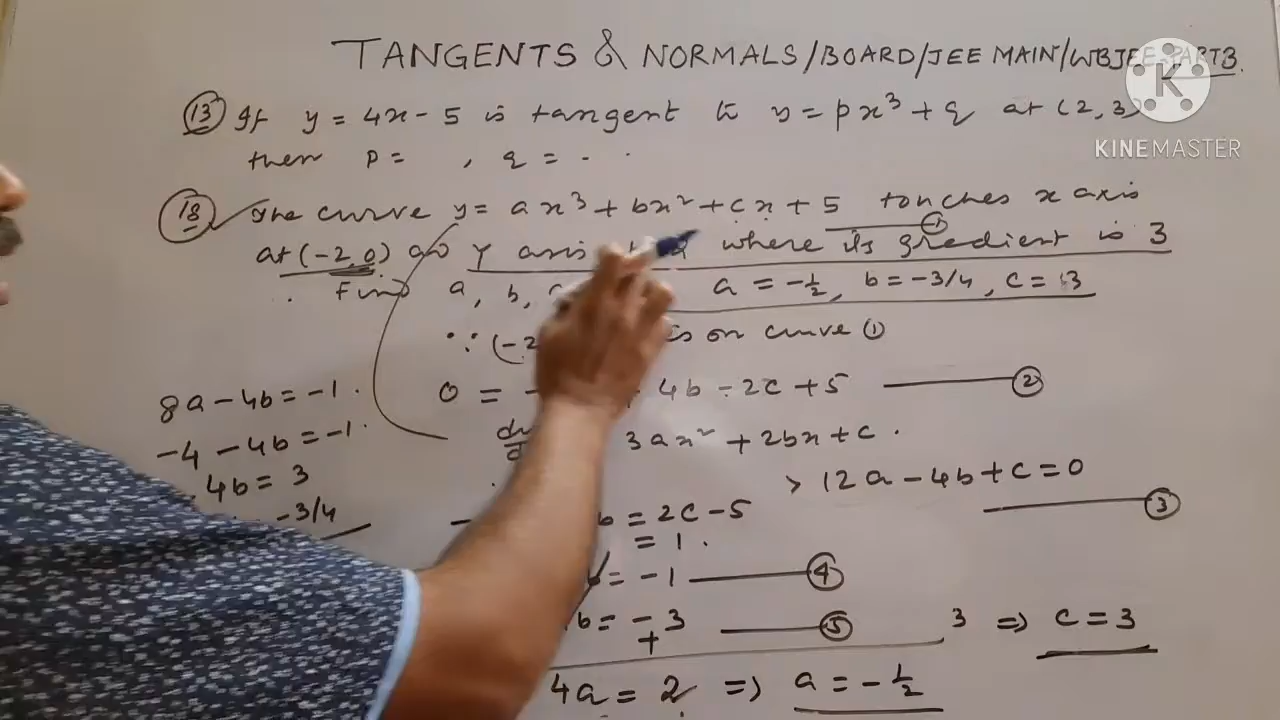 TANGENTS & NORMALS/BOARD/JEE MAIN/WBJEE-PART3.
K
KINEMASTER
(13) If y = 4x - 5 is tangent to y = px³ + q at (2, 3)
then p = , q = - .
(18) The curve y = ax³ + bx² + cx + 5 touches x axis
at (-2, 0) Y axis where its gradient is 3
Find a, b, a = -1/2, b = -3/4, c = 3
∵ (-2 is on curve ①
0 = - 4b - 2c + 5 ②
3ax² + 2bx + c .
12a - 4b + c = 0
③
= 2c - 5
= 1 .
= -1 ④
b = - 3 ⑤
+
3 ⇒ c = 3
4a = 2 ⇒ a = -1/2
8a - 4b = -1 .
-4 - 4b = -1 .
4b = 3
-3/4